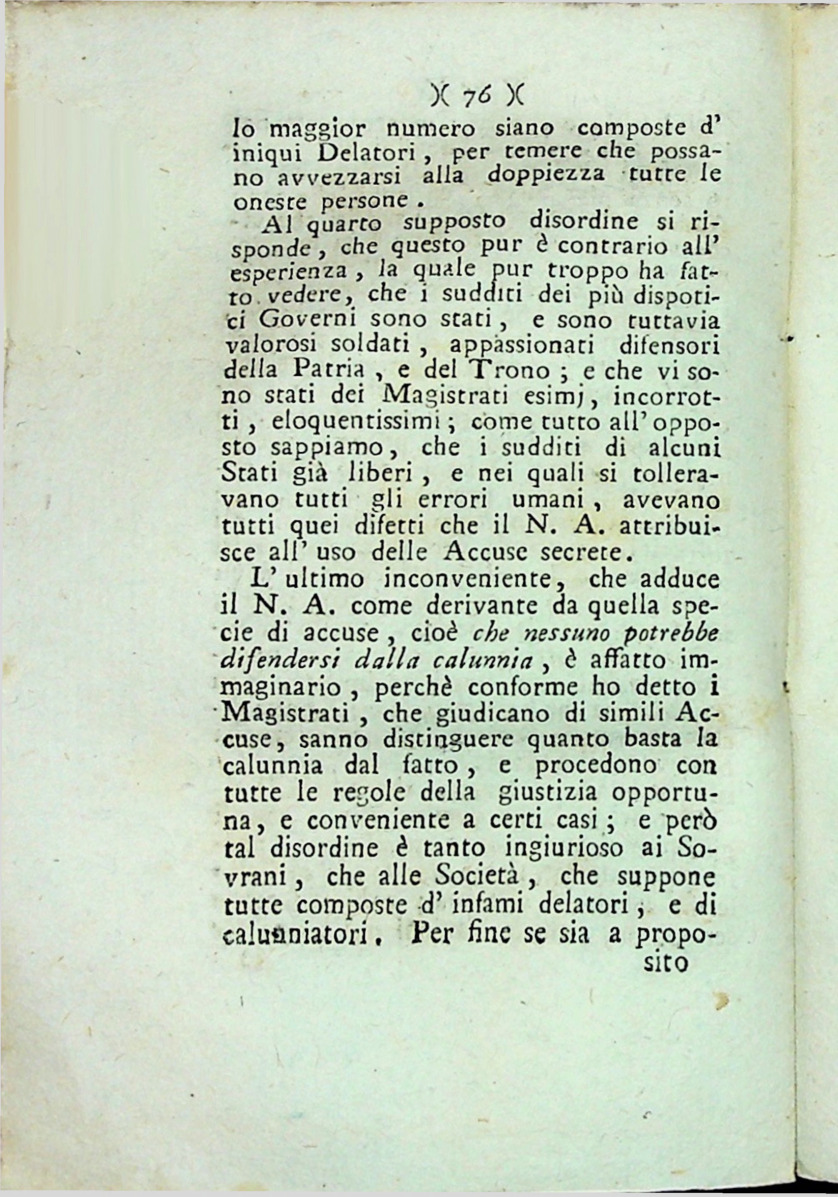 )( 76 )(
lo maggior numero siano composte d'
iniqui Delatori, per temere che possa-
no avvezzarsi alla doppiezza tutte le
oneste persone.
Al quarto supposto disordine si ri-
sponde, che questo pur è contrario all'
esperienza, la quale pur troppo ha fat-
to vedere, che i sudditi dei più dispoti-
ci Governi sono stati, e sono tuttavia
valorosi soldati, appassionati difensori
della Patria, e del Trono; e che vi so-
no stati dei Magistrati esimj, incorrot-
ti, eloquentissimi; come tutto all'oppo-
sto sappiamo, che i sudditi di alcuni
Stati già liberi, e nei quali si tollera-
vano tutti gli errori umani, avevano
tutti quei difetti che il N. A. attribui-
sce all'uso delle Accuse secrete.
L'ultimo inconveniente, che adduce
il N. A. come derivante da quella spe-
cie di accuse, cioè che nessuno potrebbe
difendersi dalla calunnia, è affatto im-
maginario, perchè conforme ho detto i
Magistrati, che giudicano di simili Ac-
cuse, sanno distinguere quanto basta la
calunnia dal fatto, e procedono con
tutte le regole della giustizia opportu-
na, e conveniente a certi casi; e però
tal disordine è tanto ingiurioso ai So-
vrani, che alle Società, che suppone
tutte composte d'infami delatori, e di
calunniatori. Per fine se sia a propo-
sito